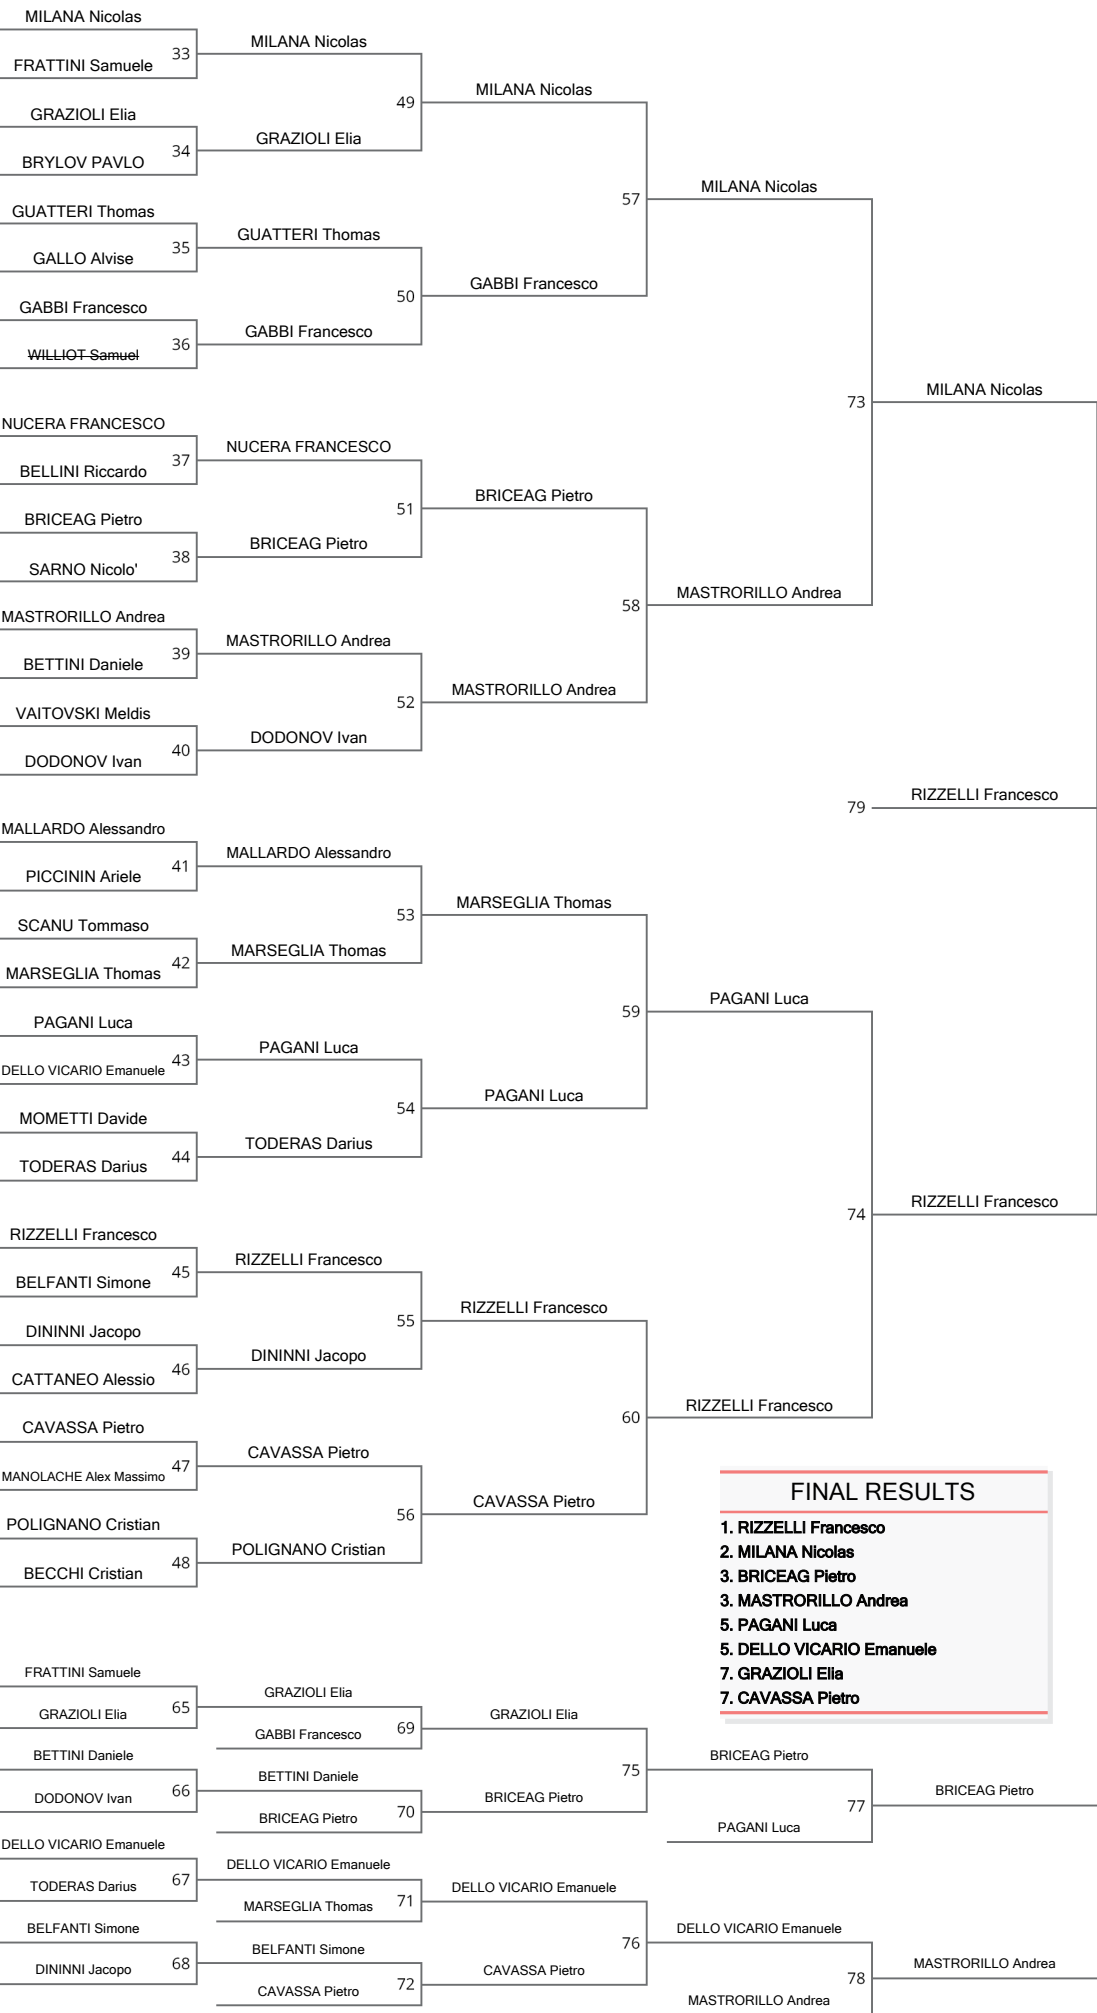 MILANA Nicolas
FRATTINI Samuele
33
MILANA Nicolas
GRAZIOLI Elia
BRYLOV PAVLO
34
GRAZIOLI Elia
49
MILANA Nicolas
GUATTERI Thomas
GALLO Alvise
35
GUATTERI Thomas
GABBI Francesco
WILLIOT Samuel
36
GABBI Francesco
50
GABBI Francesco
57
MILANA Nicolas
NUCERA FRANCESCO
BELLINI Riccardo
37
NUCERA FRANCESCO
BRICEAG Pietro
SARNO Nicolo'
38
BRICEAG Pietro
51
BRICEAG Pietro
MASTRORILLO Andrea
BETTINI Daniele
39
MASTRORILLO Andrea
VAITOVSKI Meldis
DODONOV Ivan
40
DODONOV Ivan
52
MASTRORILLO Andrea
58
MASTRORILLO Andrea
73
MILANA Nicolas
79
RIZZELLI Francesco
MALLARDO Alessandro
PICCININ Ariele
41
MALLARDO Alessandro
SCANU Tommaso
MARSEGLIA Thomas
42
MARSEGLIA Thomas
53
MARSEGLIA Thomas
PAGANI Luca
DELLO VICARIO Emanuele
43
PAGANI Luca
MOMETTI Davide
TODERAS Darius
44
TODERAS Darius
54
PAGANI Luca
59
PAGANI Luca
RIZZELLI Francesco
BELFANTI Simone
45
RIZZELLI Francesco
DININNI Jacopo
CATTANEO Alessio
46
DININNI Jacopo
55
RIZZELLI Francesco
CAVASSA Pietro
MANOLACHE Alex Massimo
47
CAVASSA Pietro
POLIGNANO Cristian
BECCHI Cristian
48
POLIGNANO Cristian
56
CAVASSA Pietro
60
RIZZELLI Francesco
74
RIZZELLI Francesco
FINAL RESULTS
1. RIZZELLI Francesco
2. MILANA Nicolas
3. BRICEAG Pietro
3. MASTRORILLO Andrea
5. PAGANI Luca
5. DELLO VICARIO Emanuele
7. GRAZIOLI Elia
7. CAVASSA Pietro
FRATTINI Samuele
GRAZIOLI Elia
65
GRAZIOLI Elia
GABBI Francesco
69
GRAZIOLI Elia
BETTINI Daniele
DODONOV Ivan
66
BETTINI Daniele
BRICEAG Pietro
70
BRICEAG Pietro
75
BRICEAG Pietro
PAGANI Luca
77
BRICEAG Pietro
DELLO VICARIO Emanuele
TODERAS Darius
67
DELLO VICARIO Emanuele
MARSEGLIA Thomas
71
DELLO VICARIO Emanuele
BELFANTI Simone
DININNI Jacopo
68
BELFANTI Simone
CAVASSA Pietro
72
CAVASSA Pietro
76
DELLO VICARIO Emanuele
MASTRORILLO Andrea
78
MASTRORILLO Andrea